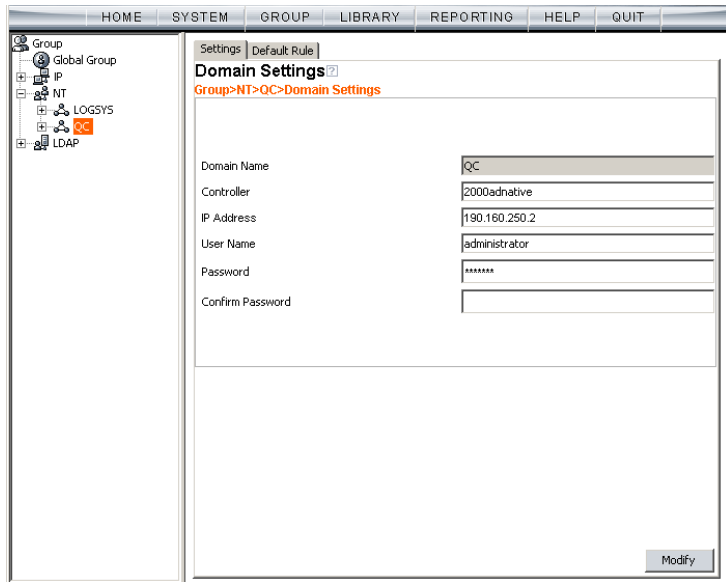 HOME SYSTEM GROUP LIBRARY REPORTING HELP QUIT
Group
Global Group
IP
NT
LOGSYS
QC
LDAP
Settings Default Rule
Domain Settings ?
Group>NT>QC>Domain Settings
Domain Name QC
Controller 2000adnative
IP Address 190.160.250.2
User Name administrator
Password *******
Confirm Password
Modify